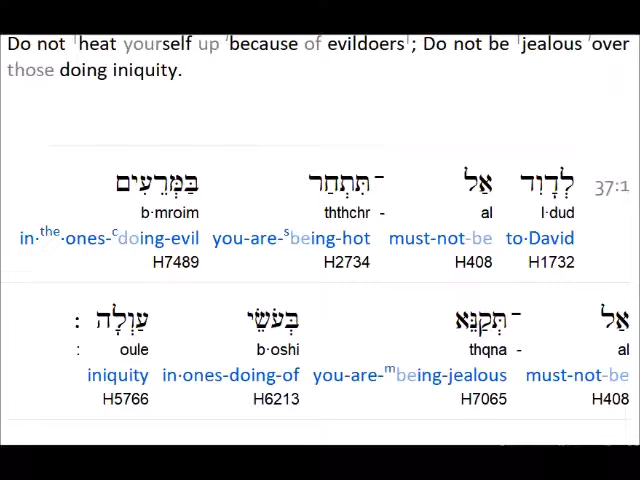 Do not heat yourself up because of evildoers ; Do not be jealous over
those doing iniquity.
37:1 לְדָוִד אַל ־ תִּתְחַר בַּמְּרֵעִים
b·mroim ththchr - al l·dud
in·the·ones-cdoing-evil you-are-sbeing-hot must-not-be to·David
H7489 H2734 H408 H1732
אַל ־ תְּקַנֵּא בְּעֹשֵׂי עַוְלָה :
: oule b·oshi thqna - al
iniquity in·ones-doing-of you-are-mbeing-jealous must-not-be
H5766 H6213 H7065 H408